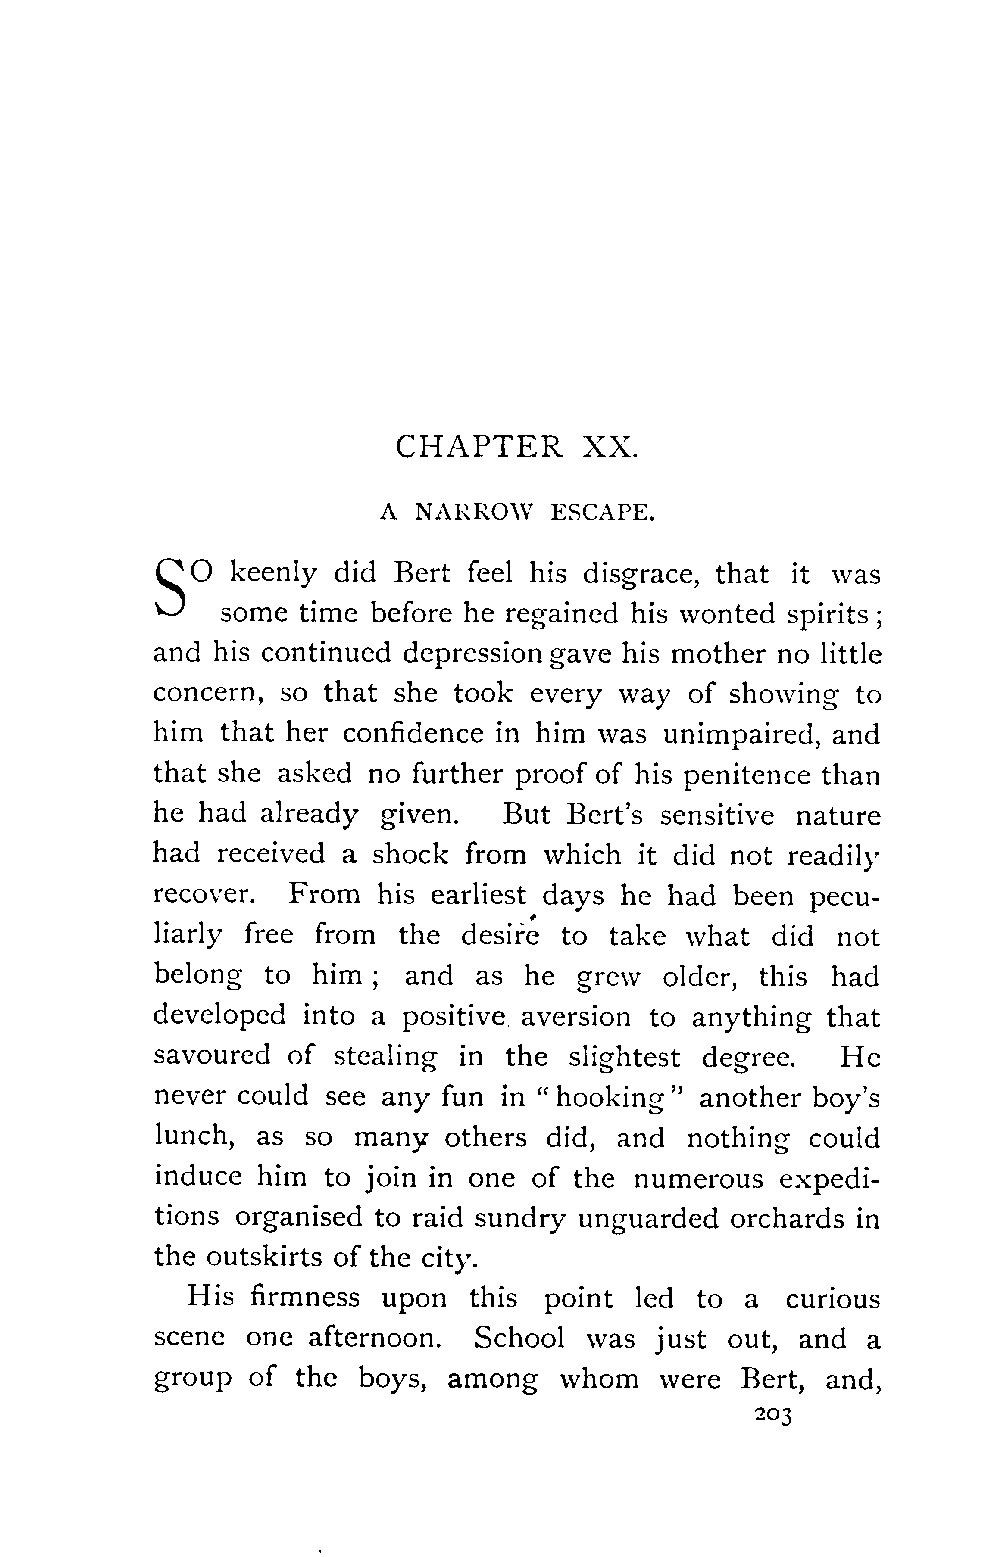 CHAPTER XX.
A NARROW ESCAPE.
SO keenly did Bert feel his disgrace, that it was
some time before he regained his wonted spirits;
and his continued depression gave his mother no little
concern, so that she took every way of showing to
him that her confidence in him was unimpaired, and
that she asked no further proof of his penitence than
he had already given. But Bert's sensitive nature
had received a shock from which it did not readily
recover. From his earliest days he had been pecu-
liarly free from the desire to take what did not
belong to him; and as he grew older, this had
developed into a positive aversion to anything that
savoured of stealing in the slightest degree. He
never could see any fun in "hooking" another boy's
lunch, as so many others did, and nothing could
induce him to join in one of the numerous expedi-
tions organised to raid sundry unguarded orchards in
the outskirts of the city.
His firmness upon this point led to a curious
scene one afternoon. School was just out, and a
group of the boys, among whom were Bert, and,
203